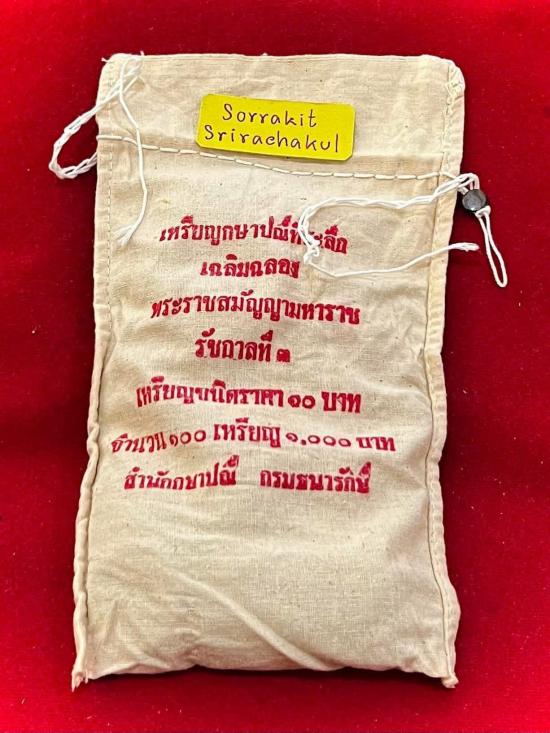 Sorrakit
Srirachakul
เหรียญกษาปณ์ที่ระลึก
เฉลิมฉลอง
พระราชสมัญญามหาราช
รัชกาลที่ ๓
เหรียญชนิดราคา ๑๐ บาท
จำนวน ๑๐๐ เหรียญ ๑,๐๐๐ บาท
สำนักกษาปณ์ กรมธนารักษ์